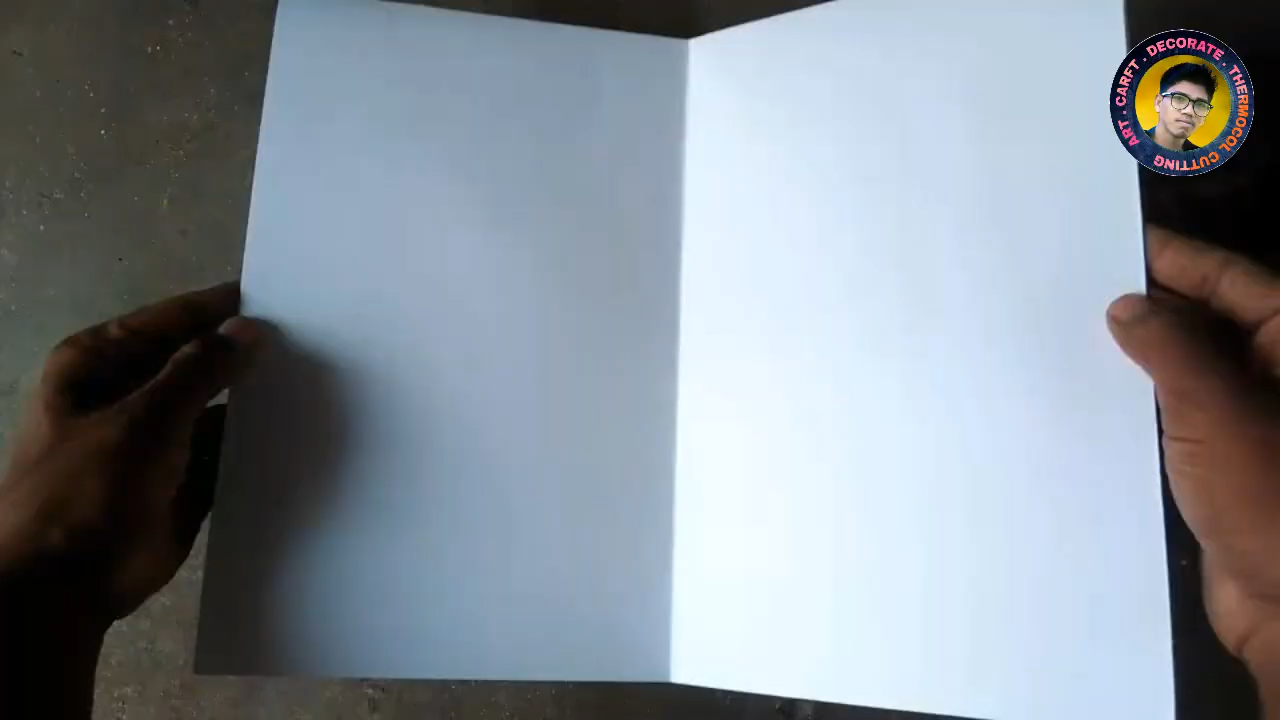 ART . CARFT . DECORATE . THERMOCOL CUTTING